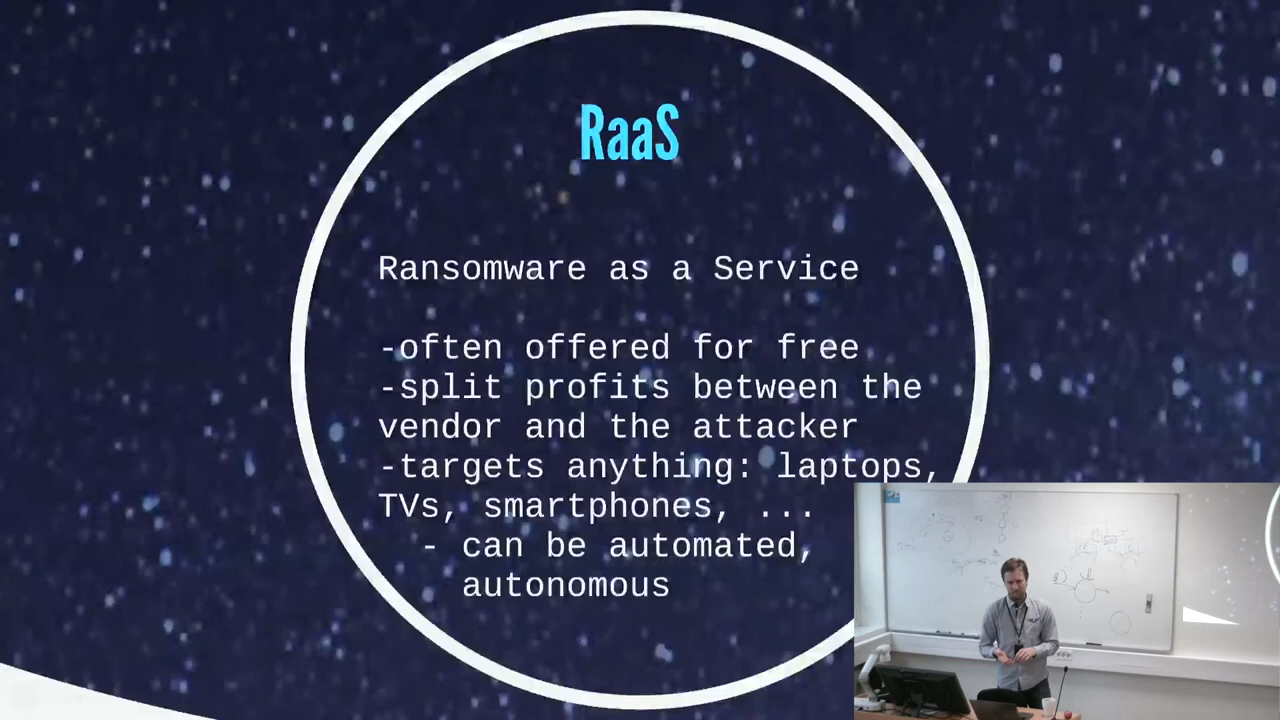 RaaS
Ransomware as a Service
-often offered for free
-split profits between the
vendor and the attacker
-targets anything: laptops,
TVs, smartphones, ...
- can be automated,
autonomous